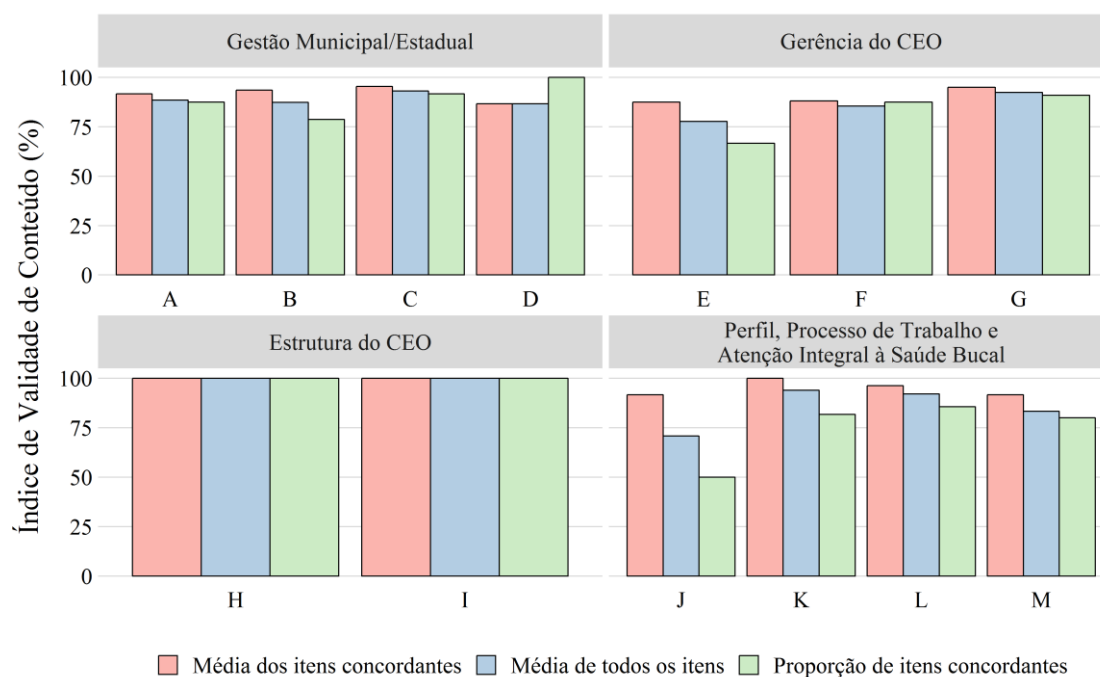 Índice de Validade de Conteúdo (%)
Gestão Municipal/Estadual
Gerência do CEO
100
75
50
25
0
A B C D E F G
Estrutura do CEO
Perfil, Processo de Trabalho e
Atenção Integral à Saúde Bucal
100
75
50
25
0
H I J K L M
Média dos itens concordantes Média de todos os itens Proporção de itens concordantes